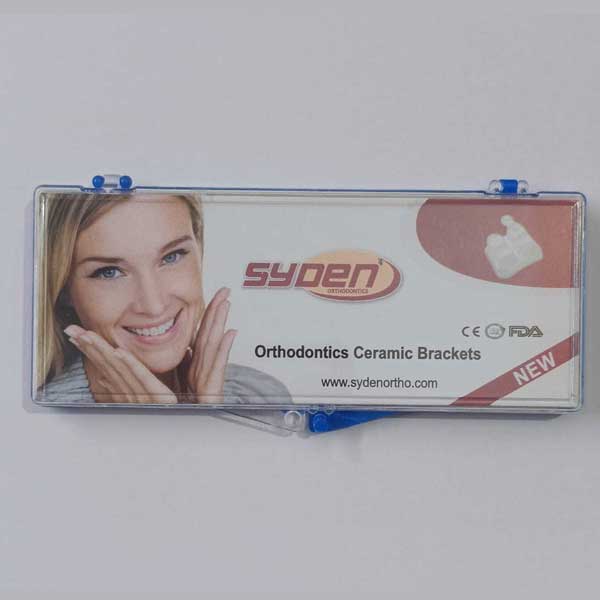 SYDEN
ORTHODONTICS
CE FDA
Orthodontics Ceramic Brackets
www.sydenortho.com
NEW